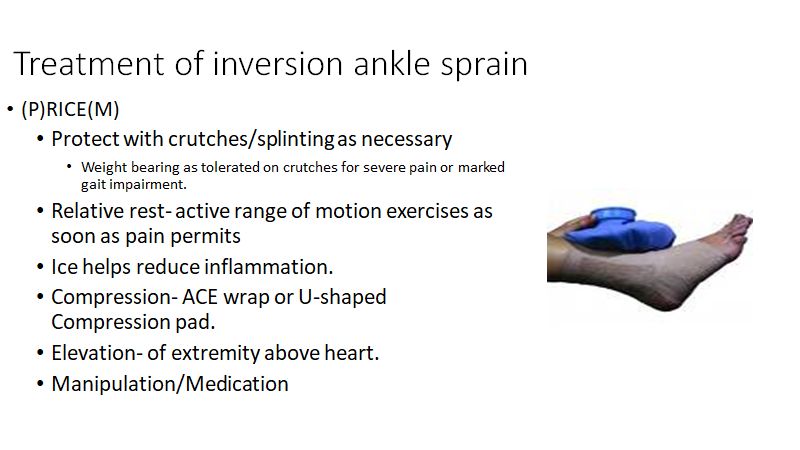 Treatment of inversion ankle sprain
• (P)RICE(M)
• Protect with crutches/splinting as necessary
• Weight bearing as tolerated on crutches for severe pain or marked
gait impairment.
• Relative rest- active range of motion exercises as
soon as pain permits
• Ice helps reduce inflammation.
• Compression- ACE wrap or U-shaped
Compression pad.
• Elevation- of extremity above heart.
• Manipulation/Medication